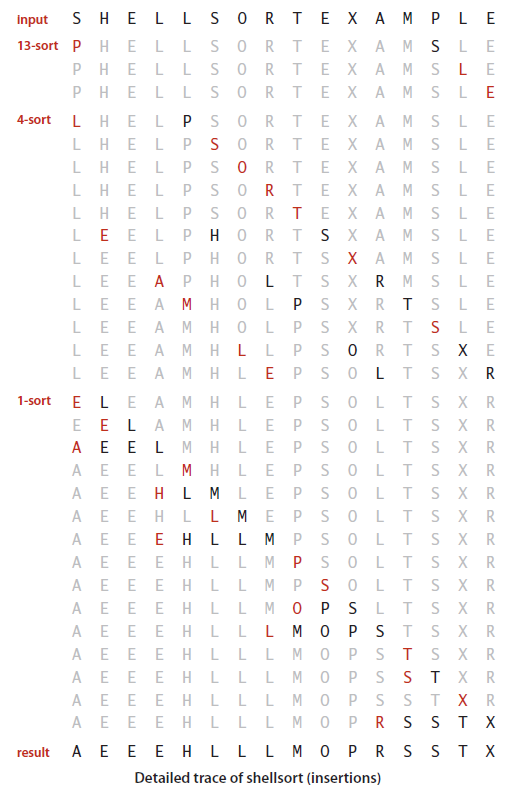 input S H E L L S O R T E X A M P L E
13-sort P H E L L S O R T E X A M S L E
P H E L L S O R T E X A M S L E
P H E L L S O R T E X A M S L E
4-sort L H E L P S O R T E X A M S L E
L H E L P S O R T E X A M S L E
L H E L P S O R T E X A M S L E
L H E L P S O R T E X A M S L E
L H E L P S O R T E X A M S L E
L E E L P H O R T S X A M S L E
L E E L P H O R T S X A M S L E
L E E A P H O L T S X R M S L E
L E E A M H O L P S X R T S L E
L E E A M H O L P S X R T S L E
L E E A M H L L P S O R T S X E
L E E A M H L E P S O L T S X R
1-sort E L E A M H L E P S O L T S X R
E E L A M H L E P S O L T S X R
A E E L M H L E P S O L T S X R
A E E L M H L E P S O L T S X R
A E E H L M L E P S O L T S X R
A E E H L L M E P S O L T S X R
A E E E H L L M P S O L T S X R
A E E E H L L M P S O L T S X R
A E E E H L L M P S O L T S X R
A E E E H L L M O P S L T S X R
A E E E H L L L M O P S T S X R
A E E E H L L L M O P S T S X R
A E E E H L L L M O P S S T X R
A E E E H L L L M O P S S T X R
A E E E H L L L M O P R S S T X
result A E E E H L L L M O P R S S T X
Detailed trace of shellsort (insertions)